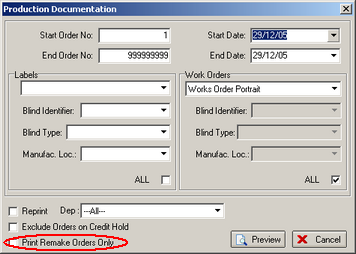 Production Documentation
Start Order No: 1 Start Date: 29/12/05
End Order No: 999999999 End Date: 29/12/05
Labels Work Orders
Works Order Portrait
Blind Identifier: Blind Identifier:
Blind Type: Blind Type:
Manufac. Loc.: Manufac. Loc.:
ALL ALL
Reprint Dep: ---All---
Exclude Orders on Credit Hold
Print Remake Orders Only Preview Cancel